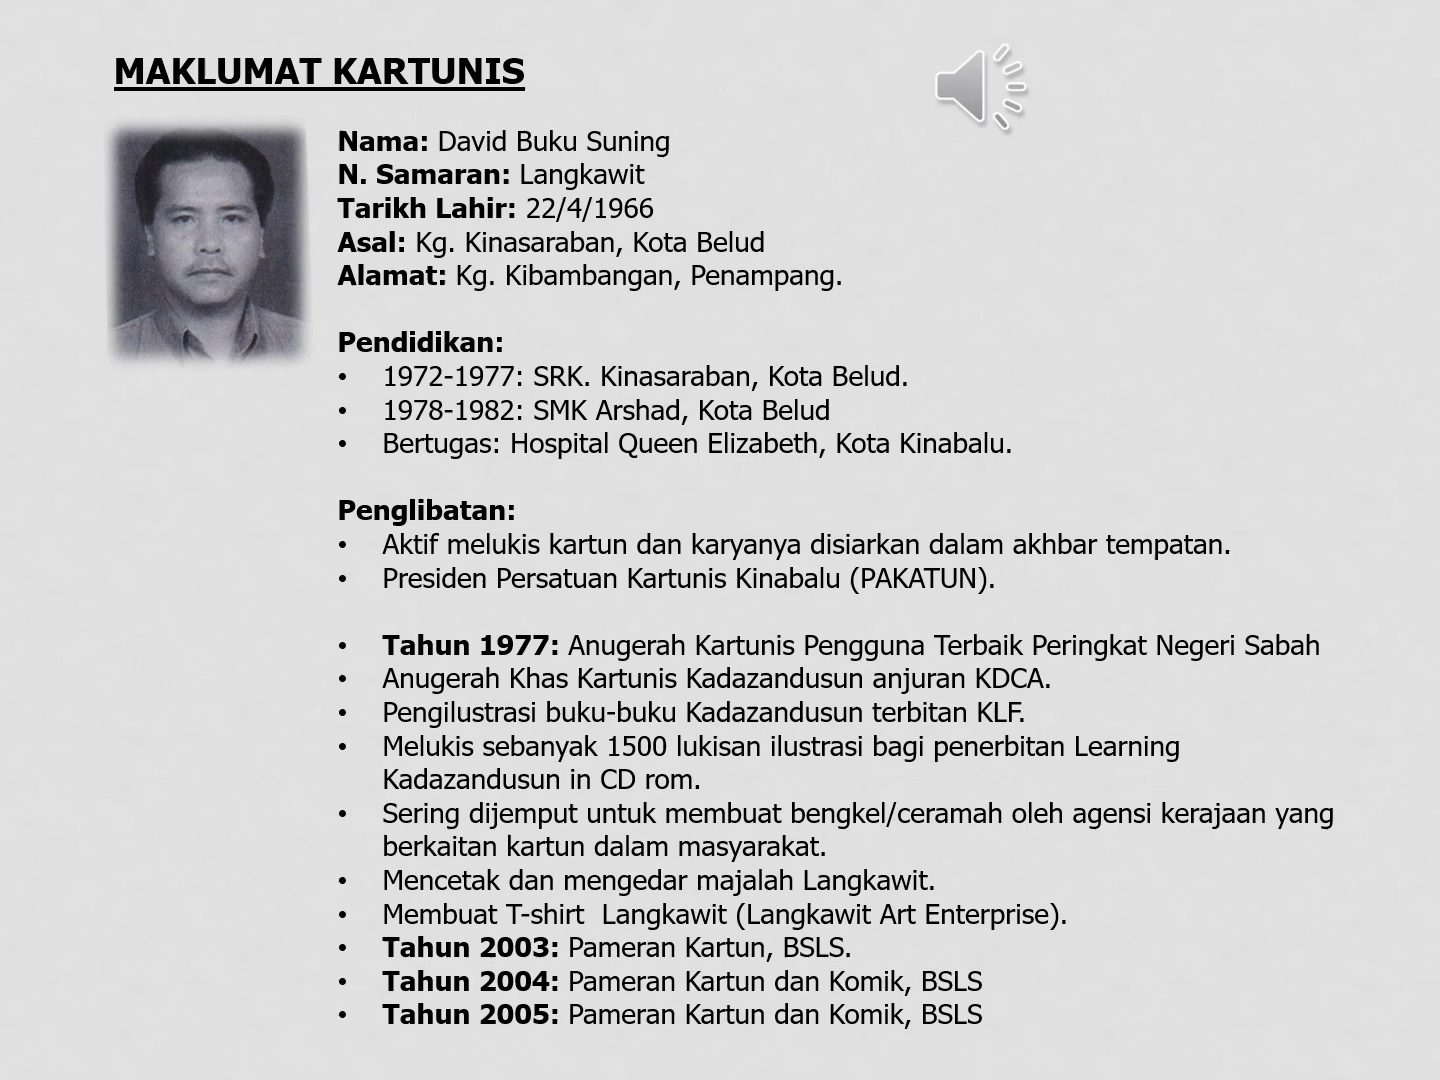 MAKLUMAT KARTUNIS
Nama: David Buku Suning
N. Samaran: Langkawit
Tarikh Lahir: 22/4/1966
Asal: Kg. Kinasaraban, Kota Belud
Alamat: Kg. Kibambangan, Penampang.
Pendidikan:
• 1972-1977: SRK. Kinasaraban, Kota Belud.
• 1978-1982: SMK Arshad, Kota Belud
• Bertugas: Hospital Queen Elizabeth, Kota Kinabalu.
Penglibatan:
• Aktif melukis kartun dan karyanya disiarkan dalam akhbar tempatan.
• Presiden Persatuan Kartunis Kinabalu (PAKATUN).
• Tahun 1977: Anugerah Kartunis Pengguna Terbaik Peringkat Negeri Sabah
• Anugerah Khas Kartunis Kadazandusun anjuran KDCA.
• Pengilustrasi buku-buku Kadazandusun terbitan KLF.
• Melukis sebanyak 1500 lukisan ilustrasi bagi penerbitan Learning
Kadazandusun in CD rom.
• Sering dijemput untuk membuat bengkel/ceramah oleh agensi kerajaan yang
berkaitan kartun dalam masyarakat.
• Mencetak dan mengedar majalah Langkawit.
• Membuat T-shirt  Langkawit (Langkawit Art Enterprise).
• Tahun 2003: Pameran Kartun, BSLS.
• Tahun 2004: Pameran Kartun dan Komik, BSLS
• Tahun 2005: Pameran Kartun dan Komik, BSLS